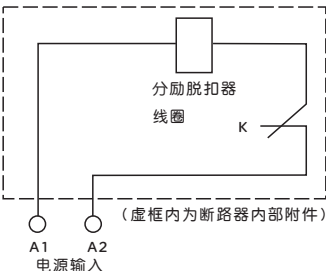 分励脱扣器
线圈
K
(虚框内为断路器内部附件)
A1 A2
电源输入